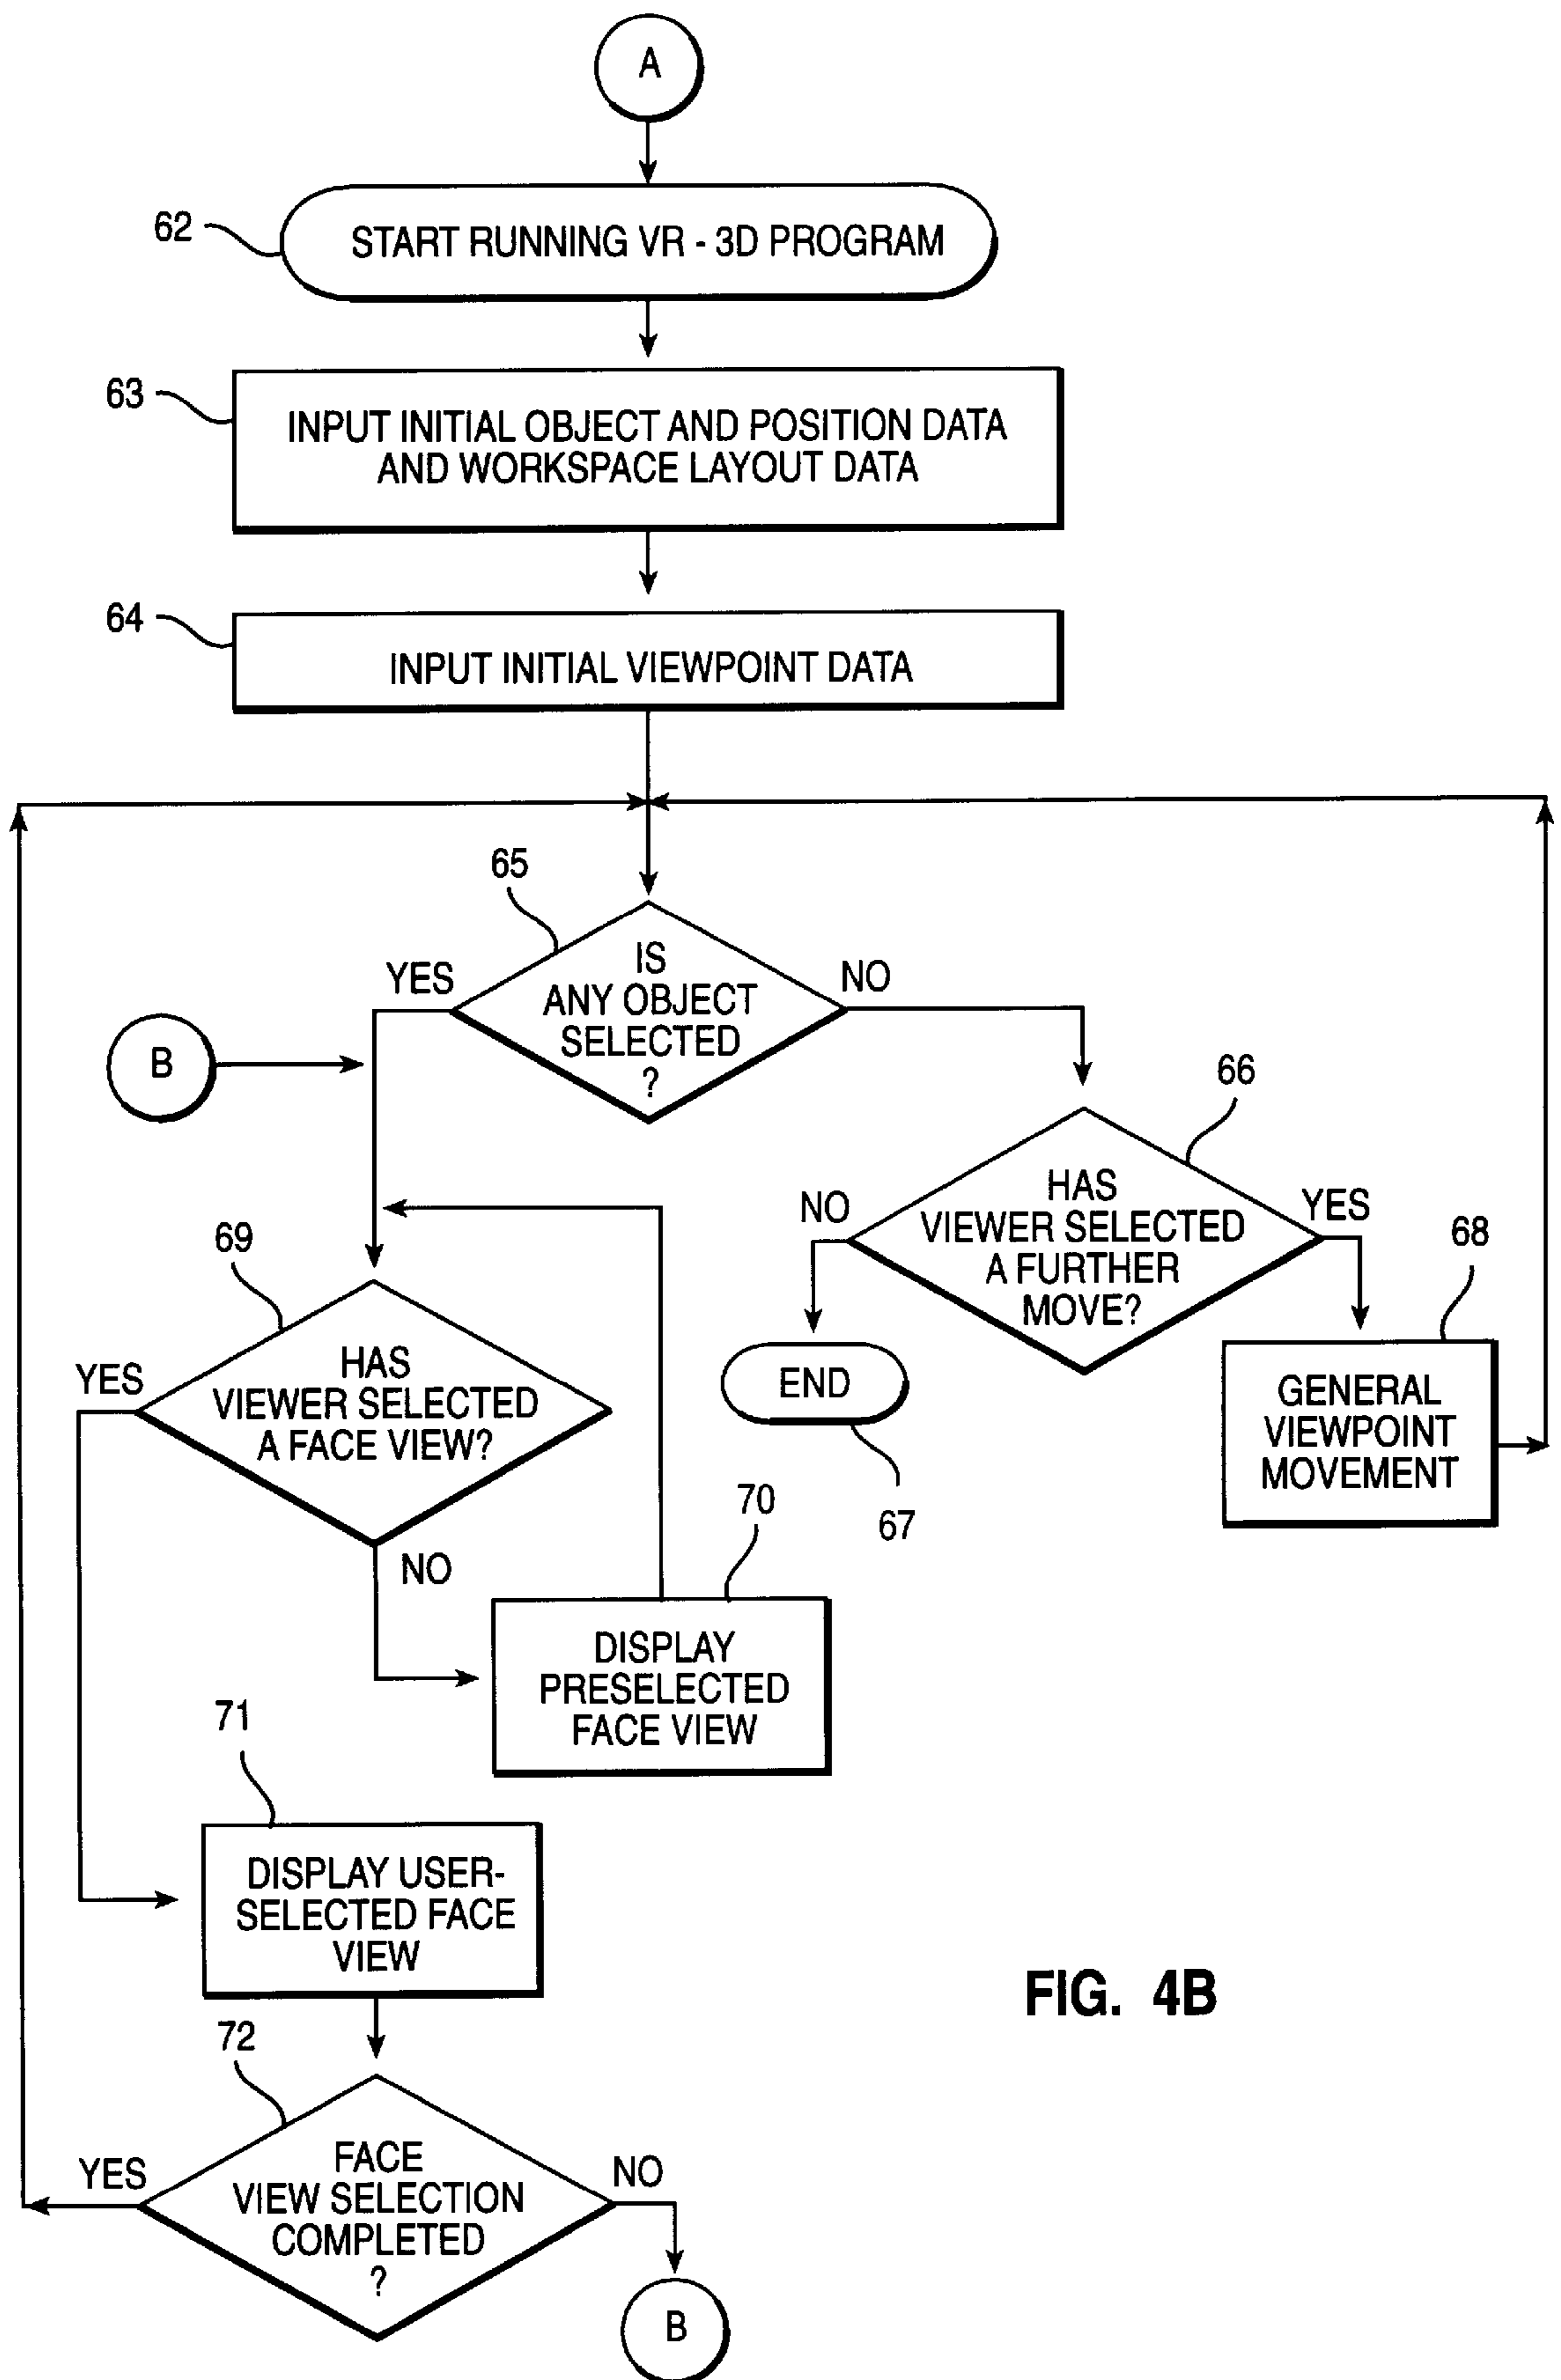 A
62
START RUNNING VR - 3D PROGRAM
63
INPUT INITIAL OBJECT AND POSITION DATA
AND WORKSPACE LAYOUT DATA
64
INPUT INITIAL VIEWPOINT DATA
65
YES
IS
ANY OBJECT
SELECTED
?
NO
B
66
NO
HAS
VIEWER SELECTED
A FURTHER
MOVE?
YES
68
69
YES
HAS
VIEWER SELECTED
A FACE VIEW?
END
67
GENERAL
VIEWPOINT
MOVEMENT
NO
70
DISPLAY
PRESELECTED
FACE VIEW
71
DISPLAY USER-
SELECTED FACE
VIEW
FIG. 4B
72
YES
FACE
VIEW SELECTION
COMPLETED
?
NO
B